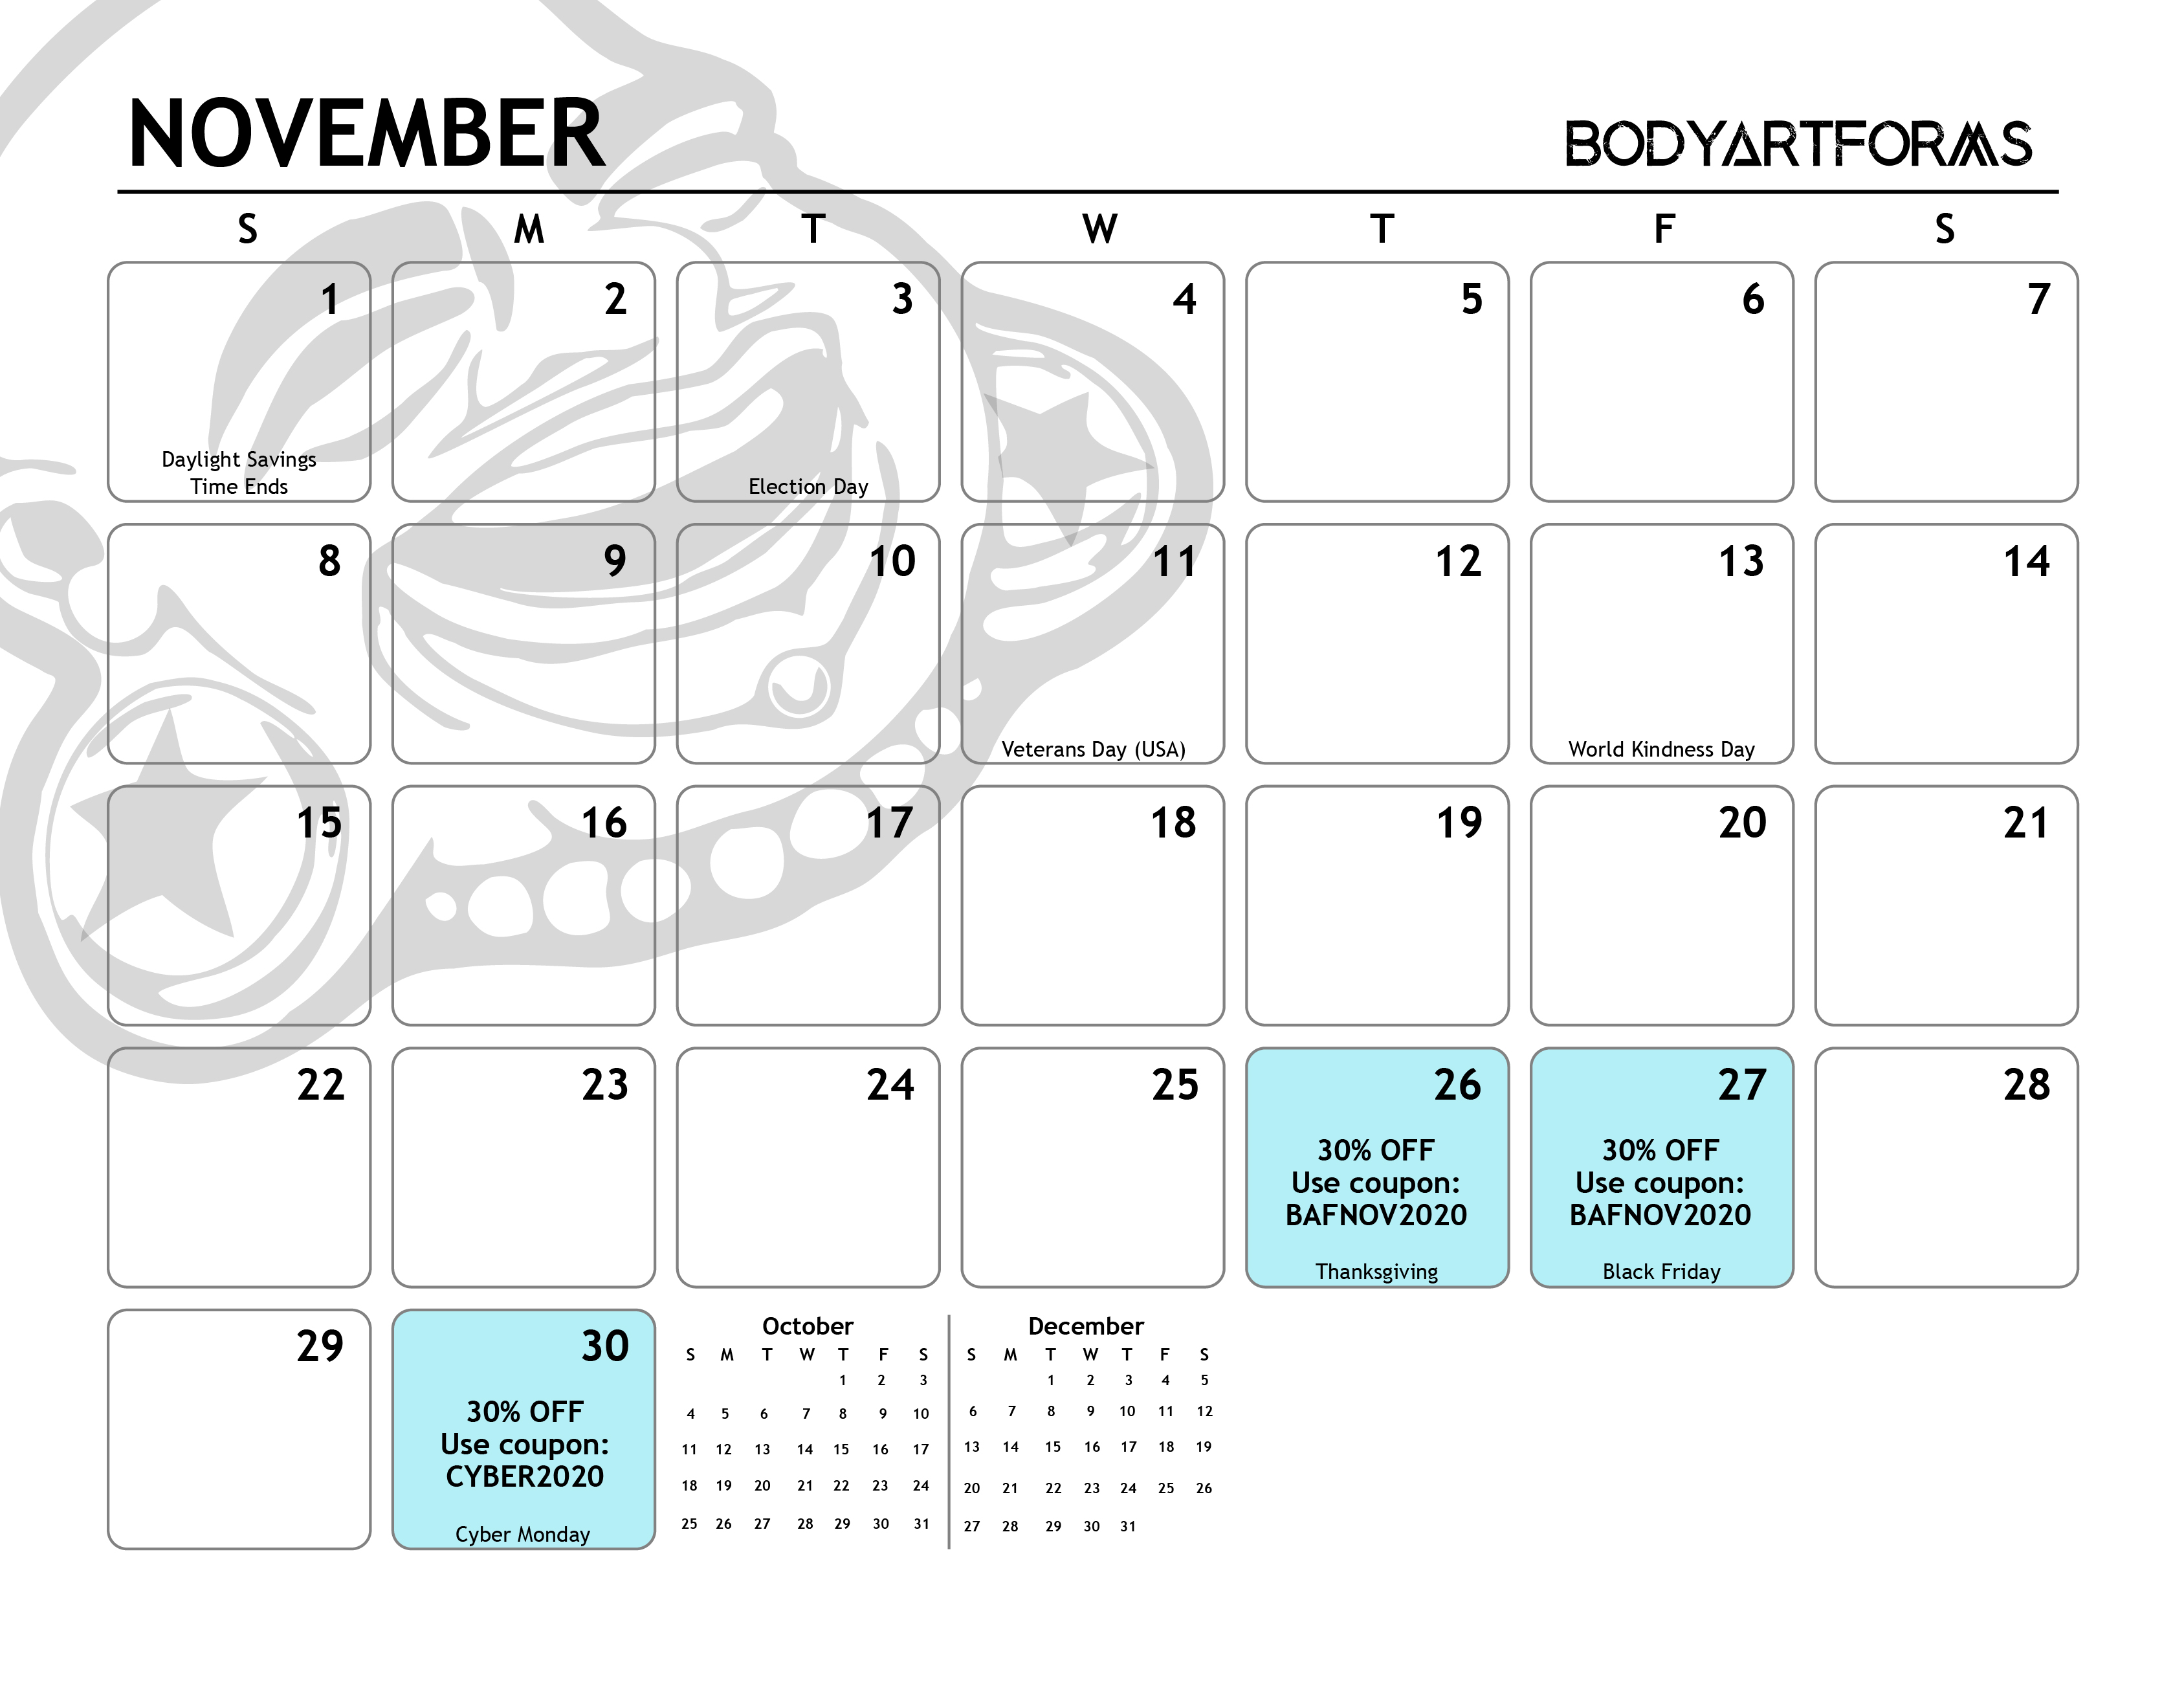 NOVEMBER
BODYARTFORMS
S M T W T F S
1 2 3 4 5 6 7
Daylight Savings
Time Ends
Election Day
8 9 10 11 12 13 14
Veterans Day (USA)
World Kindness Day
15 16 17 18 19 20 21
22 23 24 25 26 27 28
30% OFF
Use coupon:
BAFNOV2020
Thanksgiving
30% OFF
Use coupon:
BAFNOV2020
Black Friday
29 30
30% OFF
Use coupon:
CYBER2020
Cyber Monday
October
S M T W T F S
1 2 3
4 5 6 7 8 9 10
11 12 13 14 15 16 17
18 19 20 21 22 23 24
25 26 27 28 29 30 31
December
S M T W T F S
1 2 3 4 5
6 7 8 9 10 11 12
13 14 15 16 17 18 19
20 21 22 23 24 25 26
27 28 29 30 31